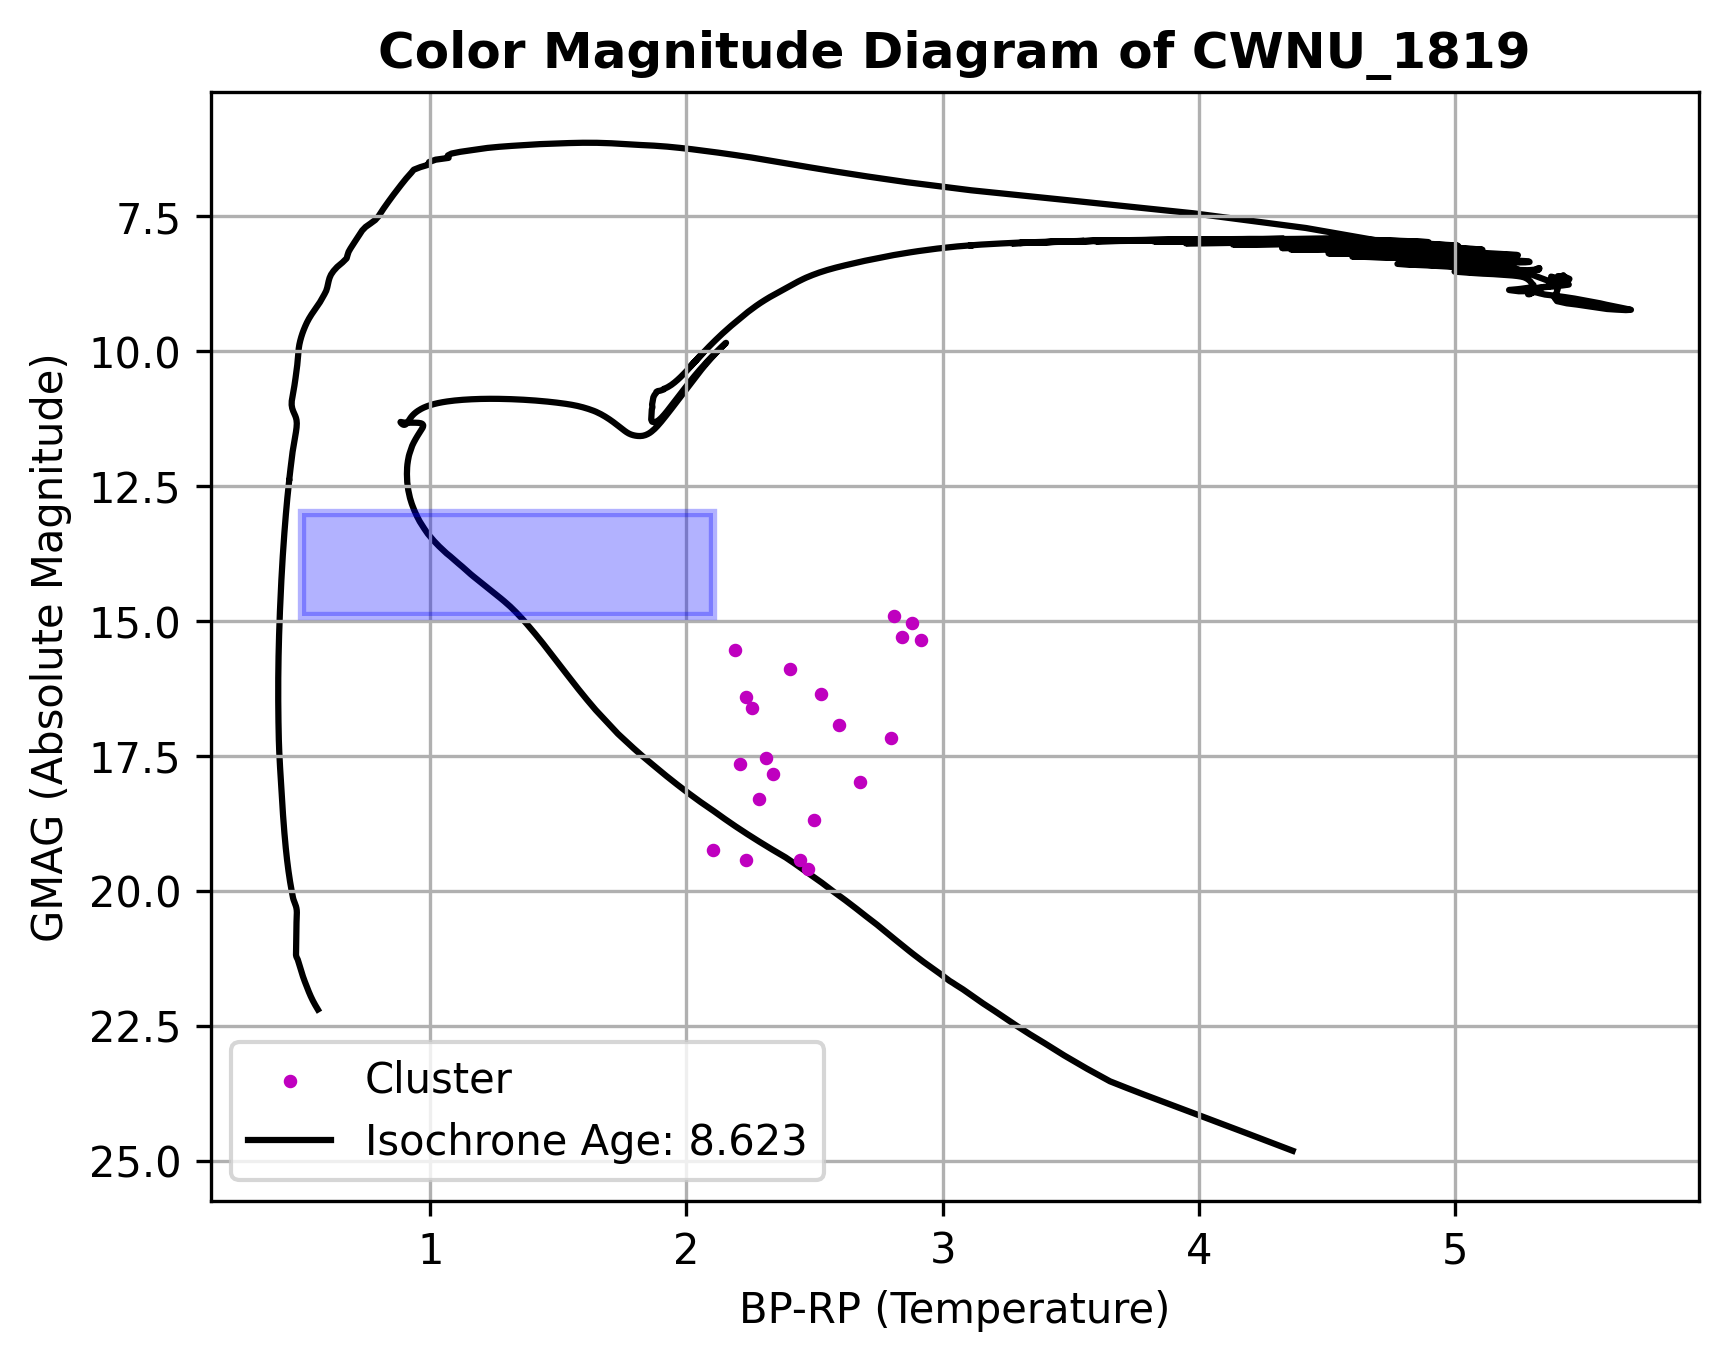 Color Magnitude Diagram of CWNU_1819
GMAG (Absolute Magnitude)
7.5
10.0
12.5
15.0
17.5
20.0
22.5
25.0
Cluster
Isochrone Age: 8.623
1 2 3 4 5
BP-RP (Temperature)